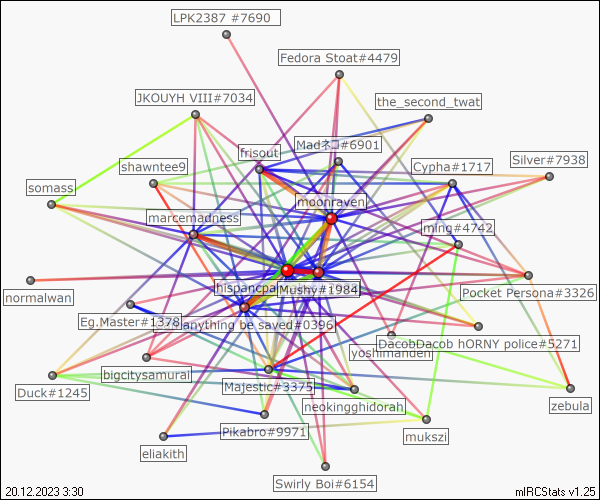 LPK2387 #7690
Fedora Stoat#4479
JKOUYH VIII#7034
the_second_twat
Madネコ#6901
frisout
Silver#7938
shawntee9
Cypha#1717
somass
moonraven
marcemadness
ming#4742
hispancpa
Mushy#1984
normalwan
Pocket Persona#3326
Eg.Master#1378
anything be saved#0396
DacobDacob hORNY police#5271
yoshimanden
bigcitysamurai
Majestic#3375
Duck#1245
neokingghidorah
zebula
Pikabro#9971
mukszi
eliakith
Swirly Boi#6154
20.12.2023 3:30
mIRCStats v1.25